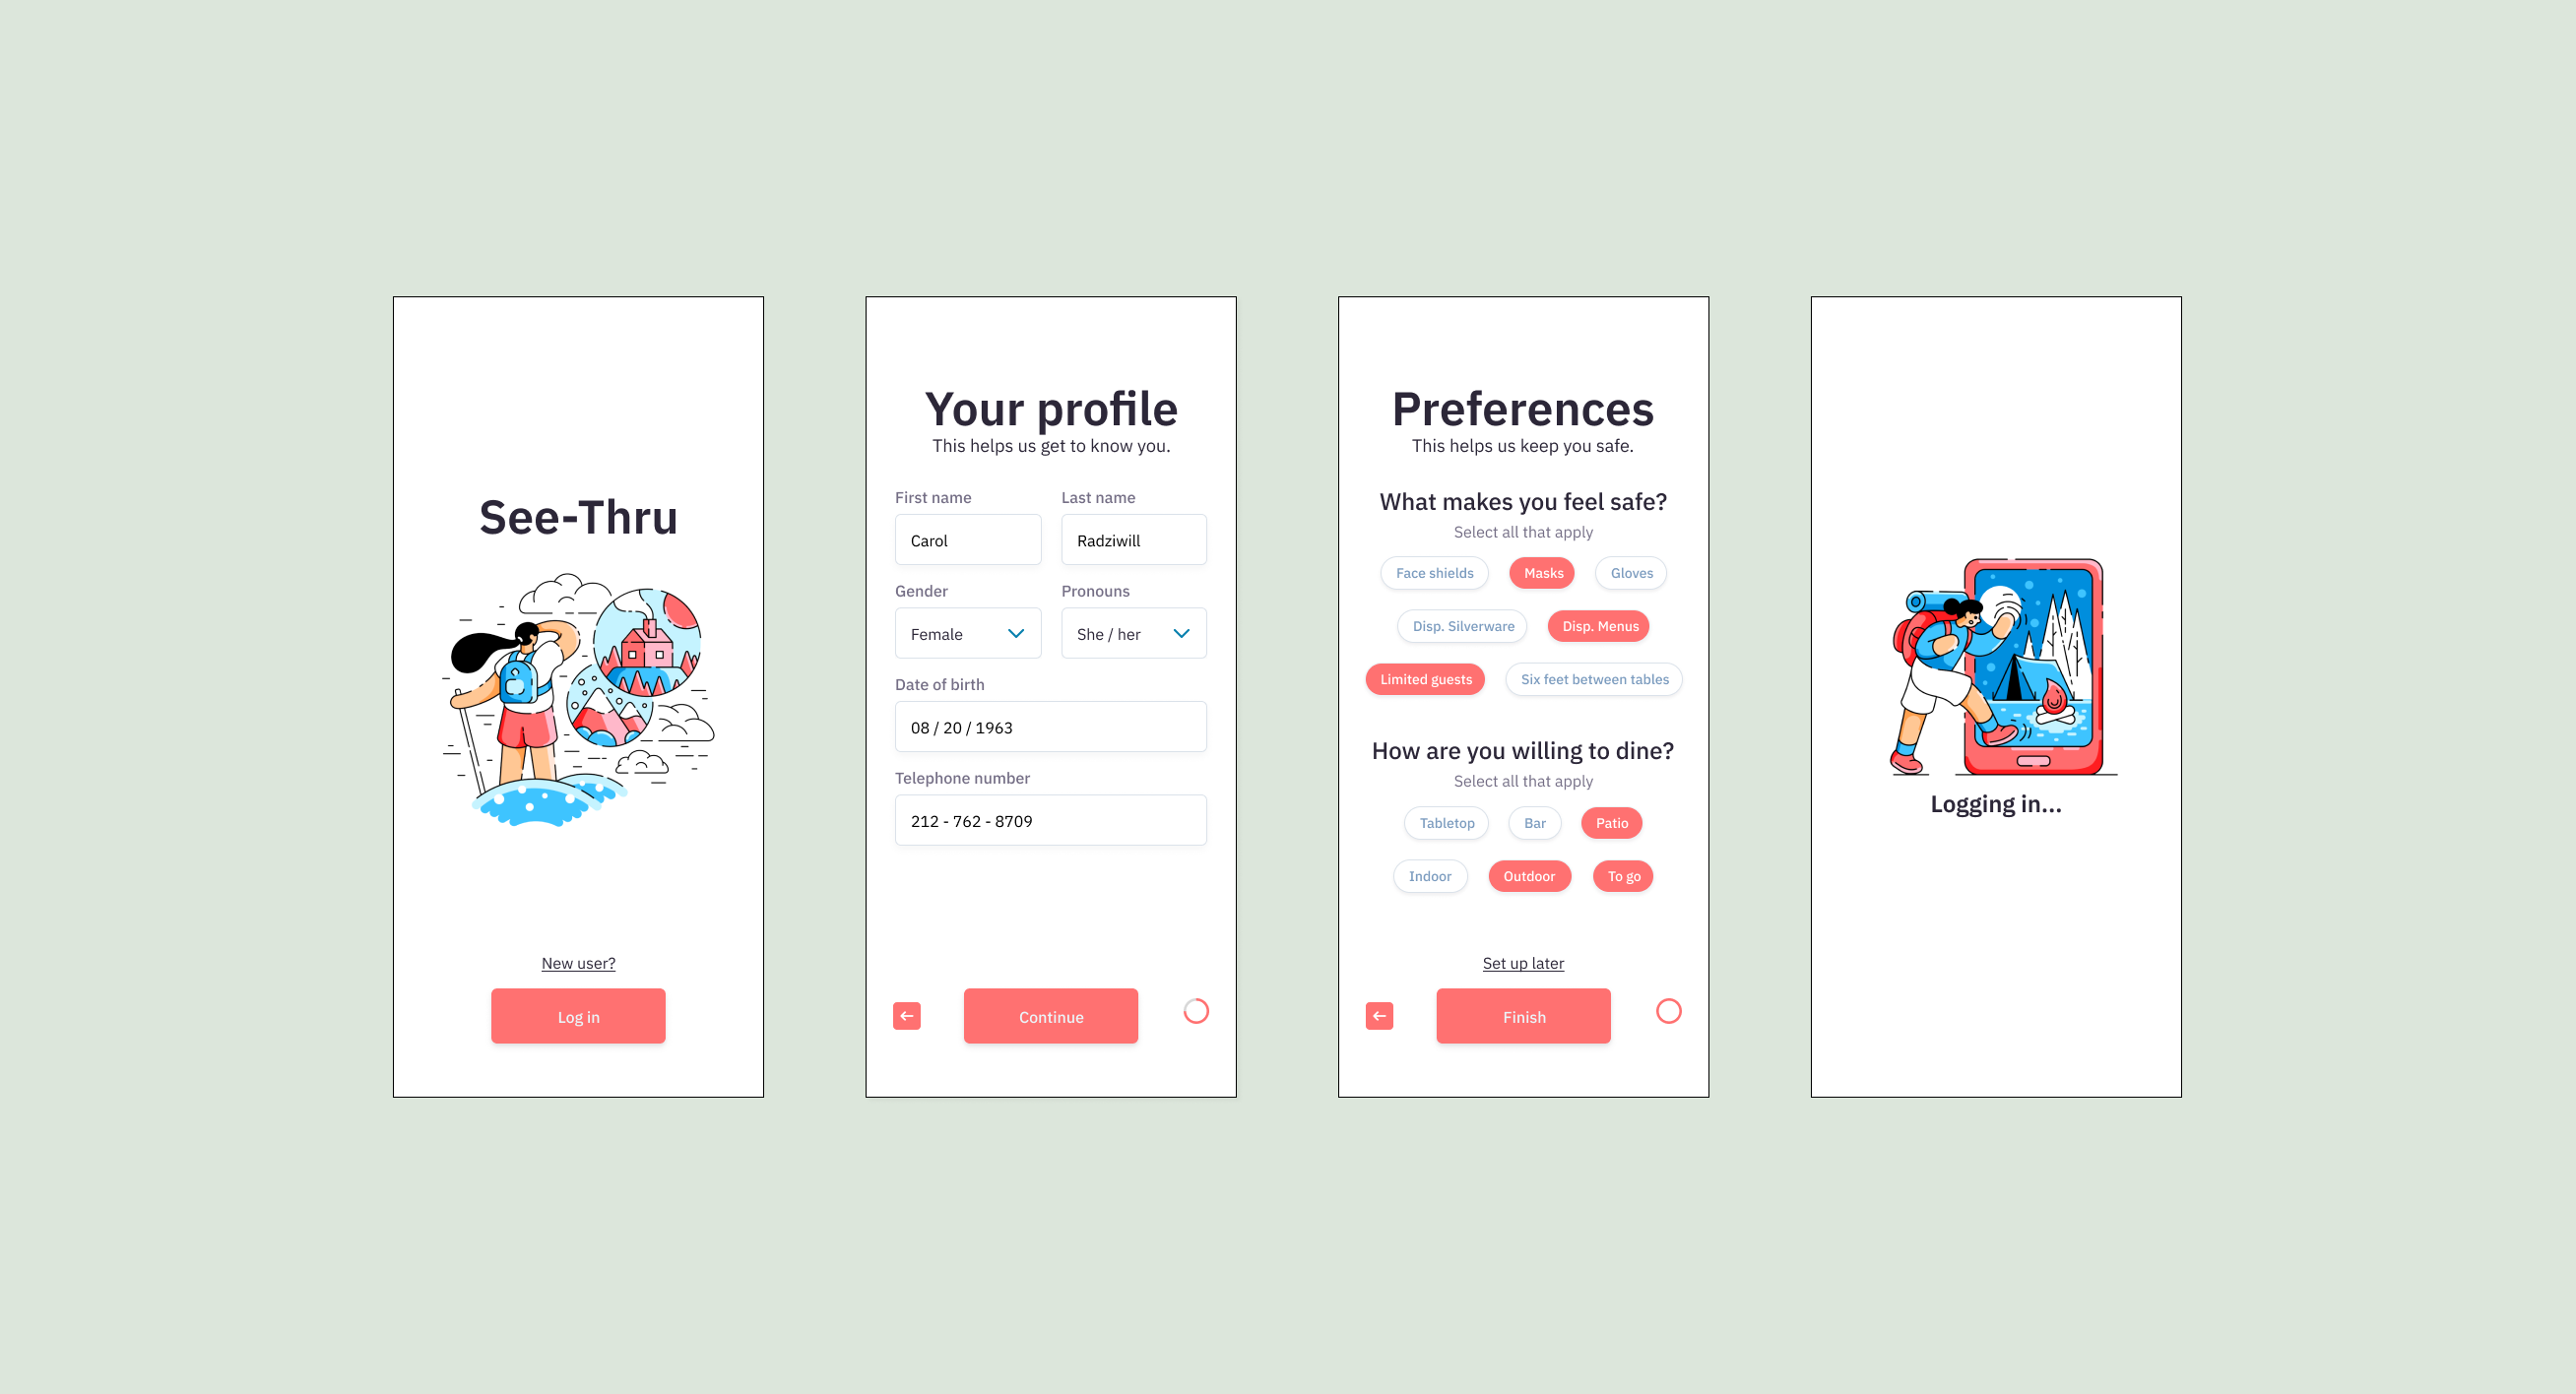 See-Thru
New user?
Log in
Your profile
This helps us get to know you.
First name Last name
Carol Radziwill
Gender Pronouns
Female She / her
Date of birth
08 / 20 / 1963
Telephone number
212 - 762 - 8709
Continue
Preferences
This helps us keep you safe.
What makes you feel safe?
Select all that apply
Face shields Masks Gloves
Disp. Silverware Disp. Menus
Limited guests Six feet between tables
How are you willing to dine?
Select all that apply
Tabletop Bar Patio
Indoor Outdoor To go
Set up later
Finish
Logging in...